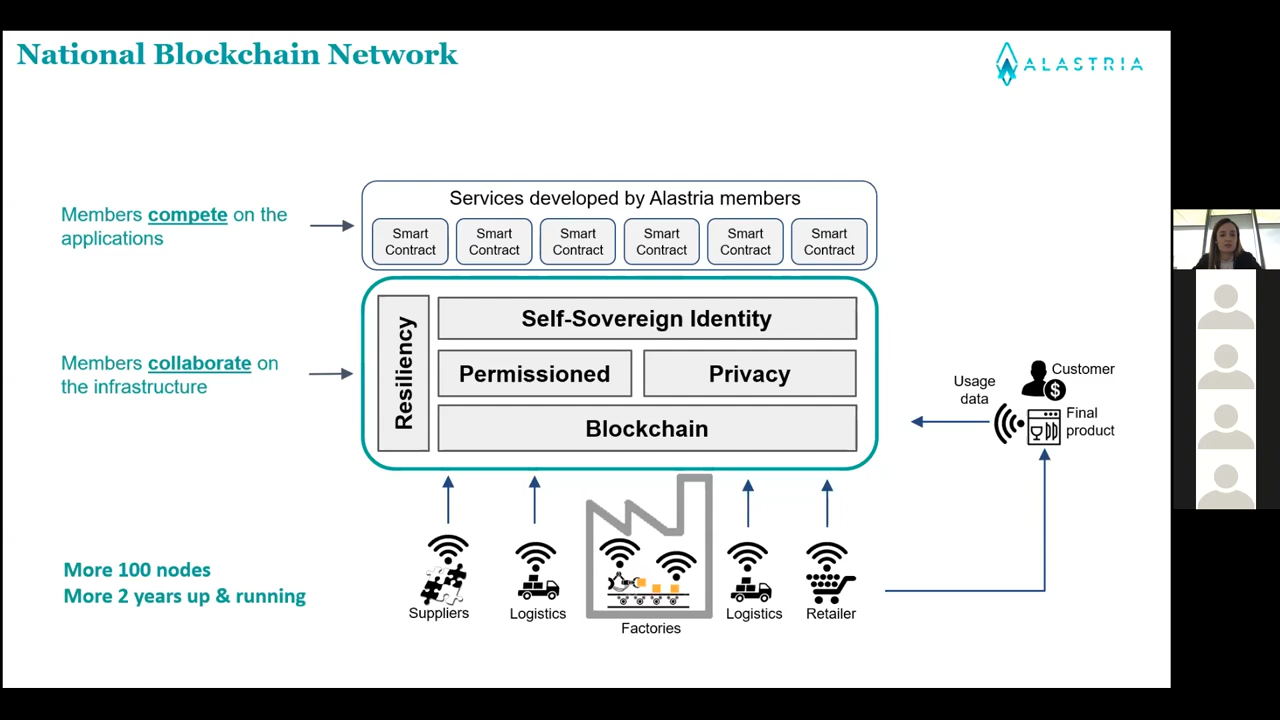 National Blockchain Network
ALASTRIA
Services developed by Alastria members
Smart Contract
Smart Contract
Smart Contract
Smart Contract
Smart Contract
Smart Contract
Members compete on the
applications
Resiliency
Self-Sovereign Identity
Permissioned
Privacy
Blockchain
Members collaborate on
the infrastructure
Usage
data
Customer
$
Final
product
More 100 nodes
More 2 years up & running
Suppliers
Logistics
Factories
Logistics
Retailer